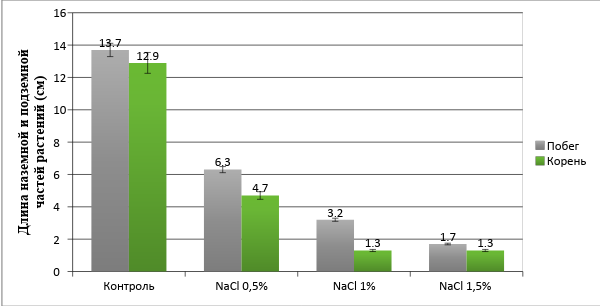 Длина наземной и подземной
частей растений (см)
16
14
12
10
8
6
4
2
0
13.7
12.9
6.3
4.7
3.2
1.3
1.7
1.3
Контроль
NaCl 0,5%
NaCl 1%
NaCl 1,5%
Побег
Корень